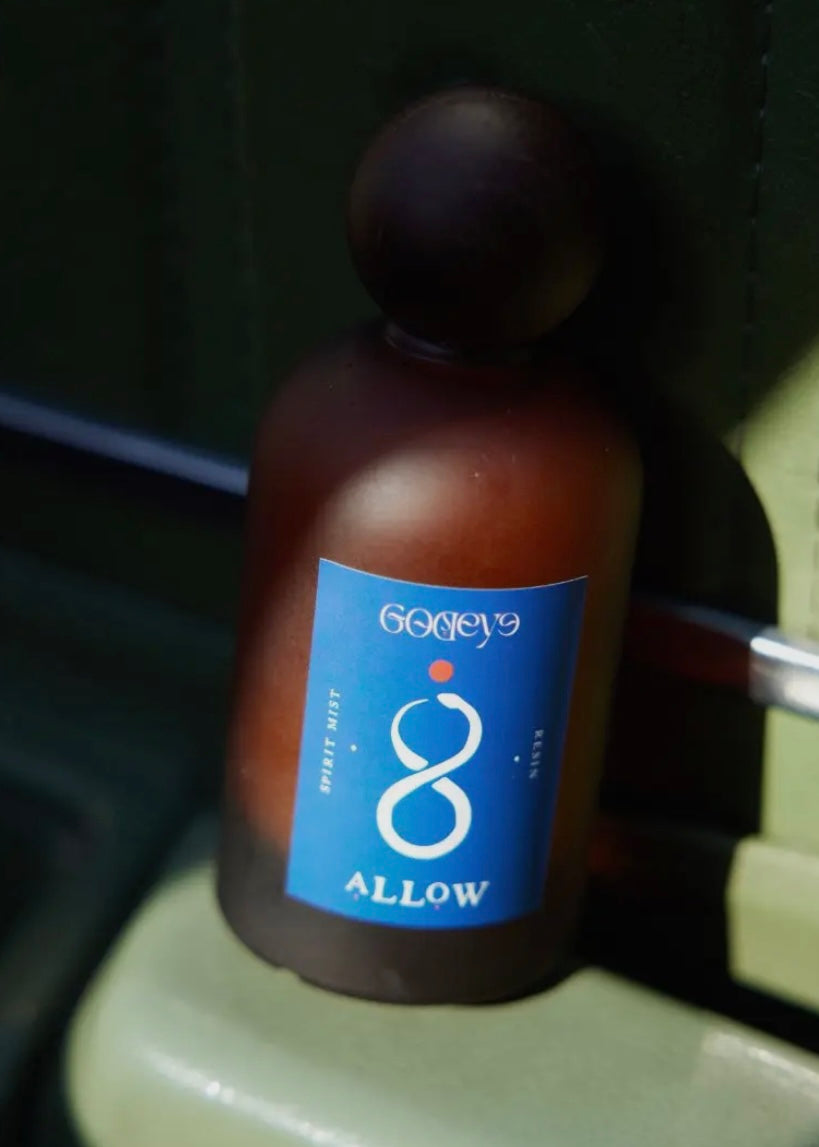 GODeye
SPIRIT MIST
RESIN
ALLOW